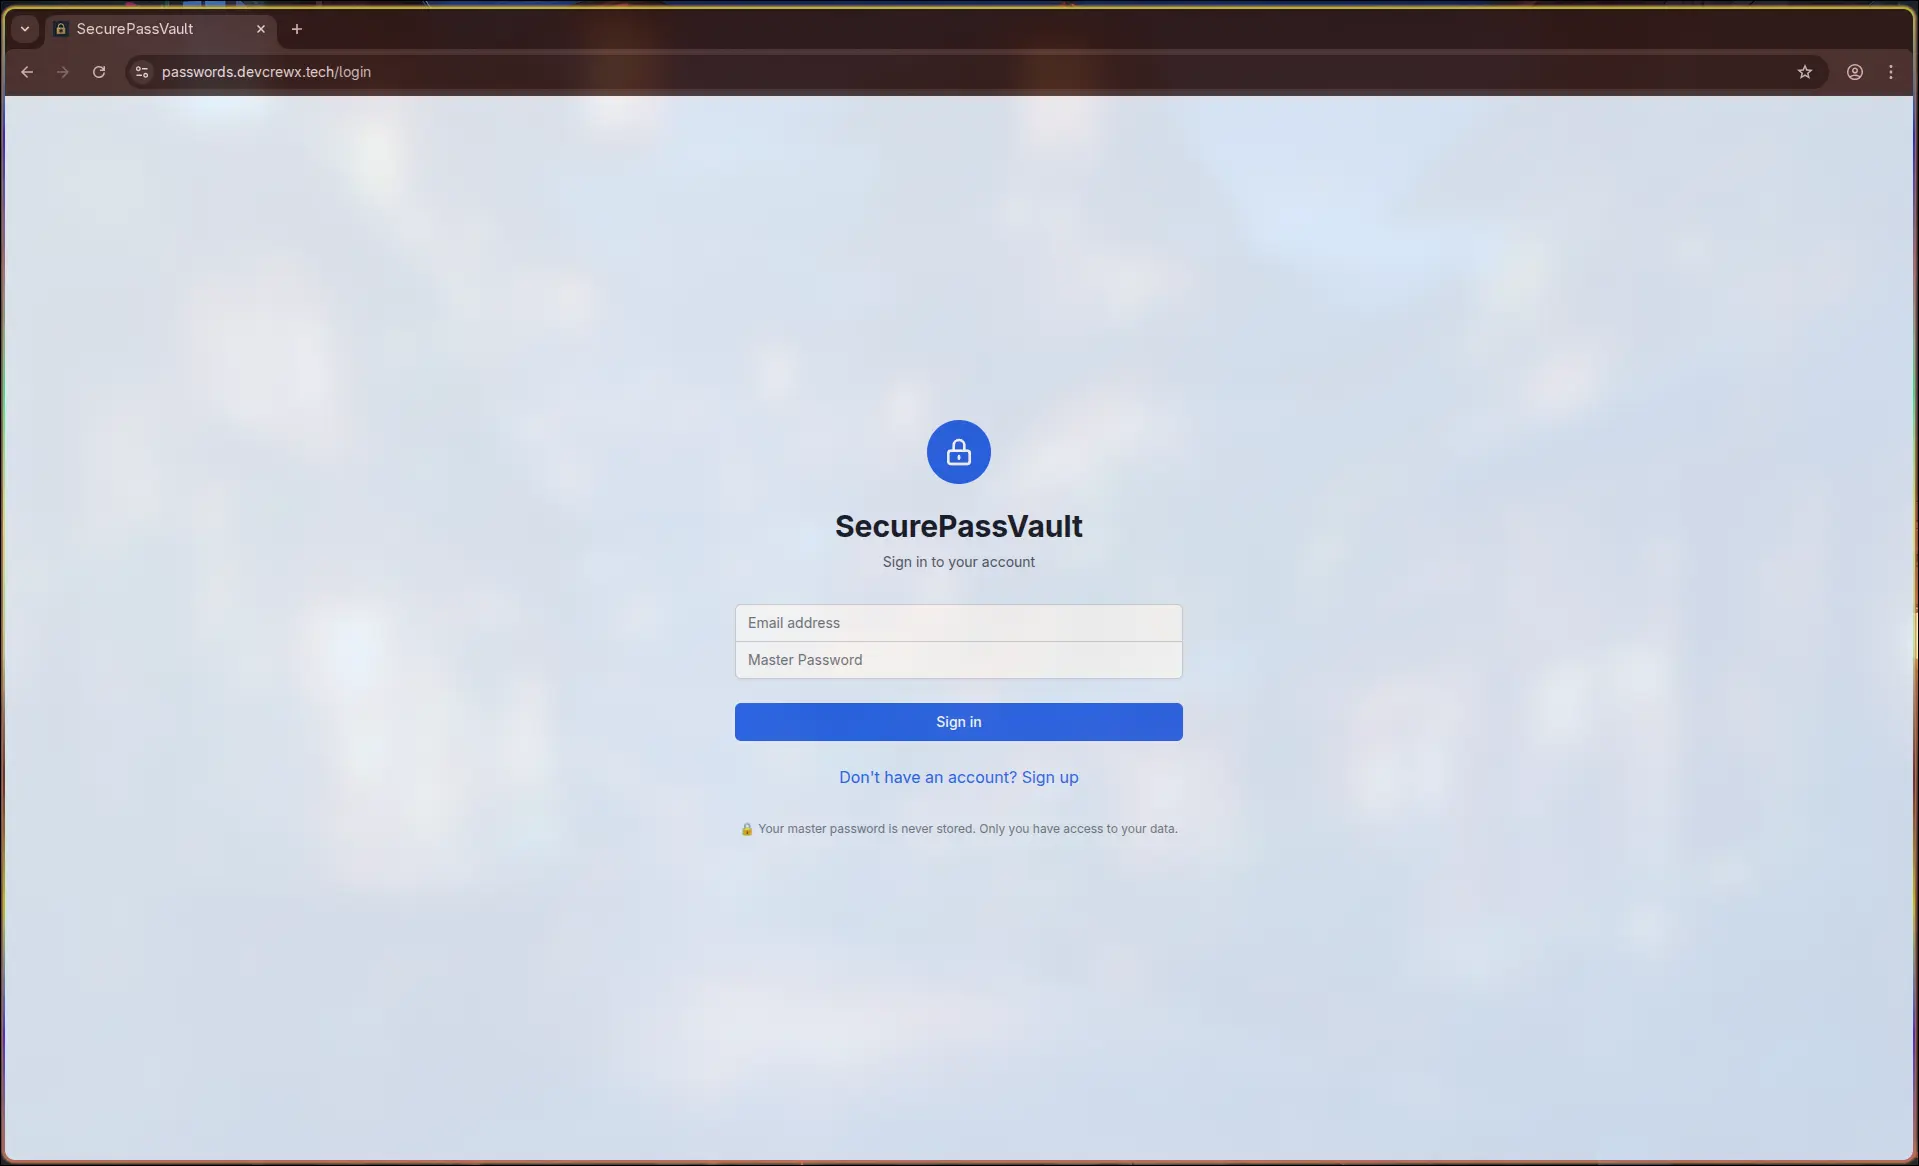 SecurePassVault
passwords.devcrewx.tech/login
SecurePassVault
Sign in to your account
Email address
Master Password
Sign in
Don't have an account? Sign up
🔒 Your master password is never stored. Only you have access to your data.